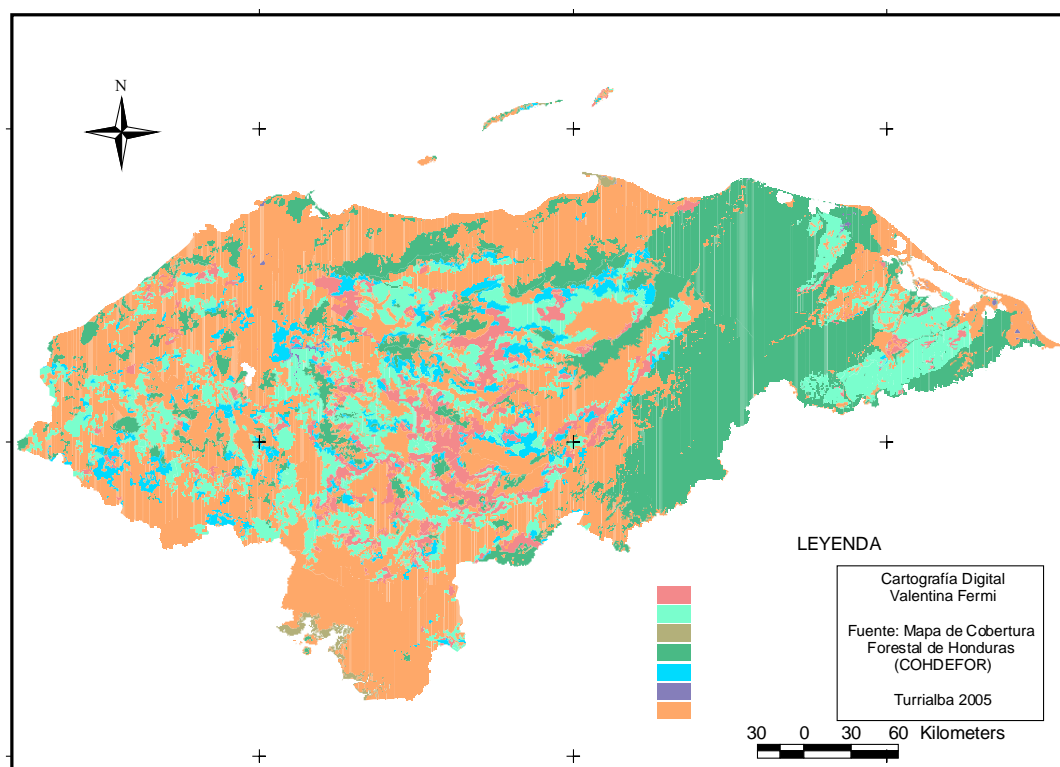 N
LEYENDA
Cartografía Digital
Valentina Fermi
Fuente: Mapa de Cobertura
Forestal de Honduras
(COHDEFOR)
Turrialba 2005
30 0 30 60 Kilometers